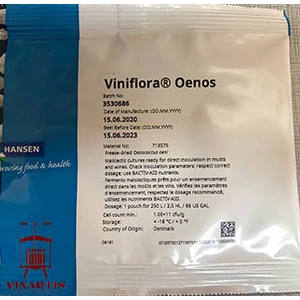 Viniflora® Oenos
Batch No:
3530686
Date of Manufacture: (DD.MM.YYYY)
15.06.2020
Best Before Date: (DD.MM.YYYY)
15.06.2023
Material: 713575
Freeze-dried Oenococcus oeni
Malolactic cultures ready for direct inoculation in musts
and wines. Check inoculation parameters; respect correct
dosage; use BACTIV-AID nutrients.
Ferments malolactiques prêts pour un ensemencement
direct dans les moûts et les vins. Vérifiez les paramètres
d'ensemencement, respectez le dosage recommandé,
utilisez les nutriments BACTIV-AID.
Dosage: 1 pouch for 250 L / 2,5 HL / 66 US GAL
Cell count min.: 1.0E+11 cfu/g
Storage: < -18 °C / < 0 °F
Country of Origin: Denmark
HANSEN
proving food & health
VINARTIS